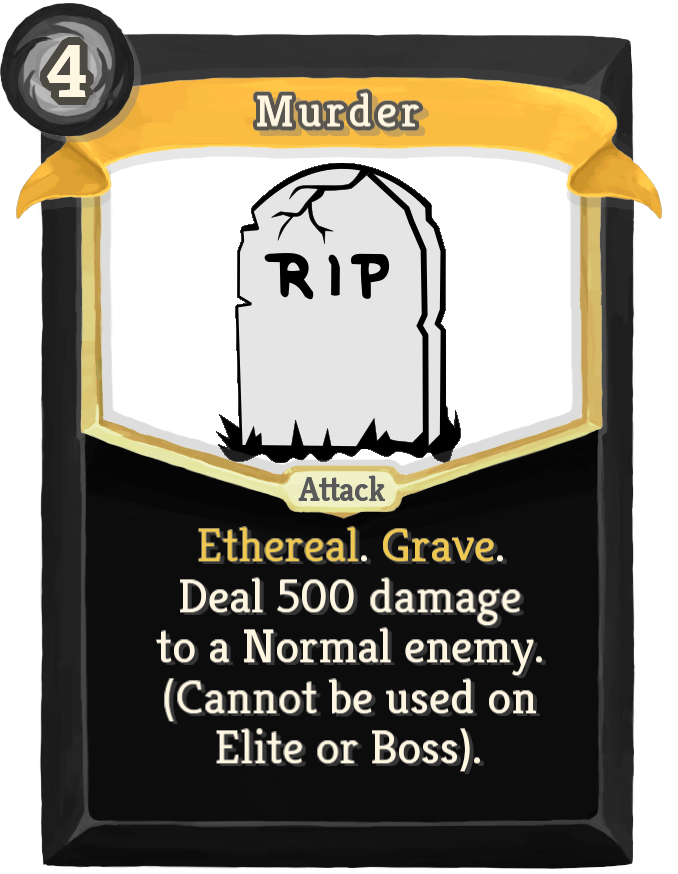 4
Murder
RIP
Attack
Ethereal. Grave.
Deal 500 damage
to a Normal enemy.
(Cannot be used on
Elite or Boss).